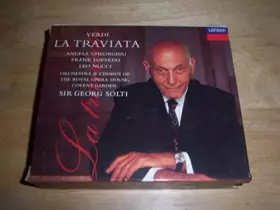 VERDI
LA TRAVIATA
LONDON
ANGELA GHEORGHIU
FRANK LOPARDO
LEO NUCCI
ORCHESTRA & CHORUS OF
THE ROYAL OPERA HOUSE,
COVENT GARDEN
SIR GEORG SOLTI